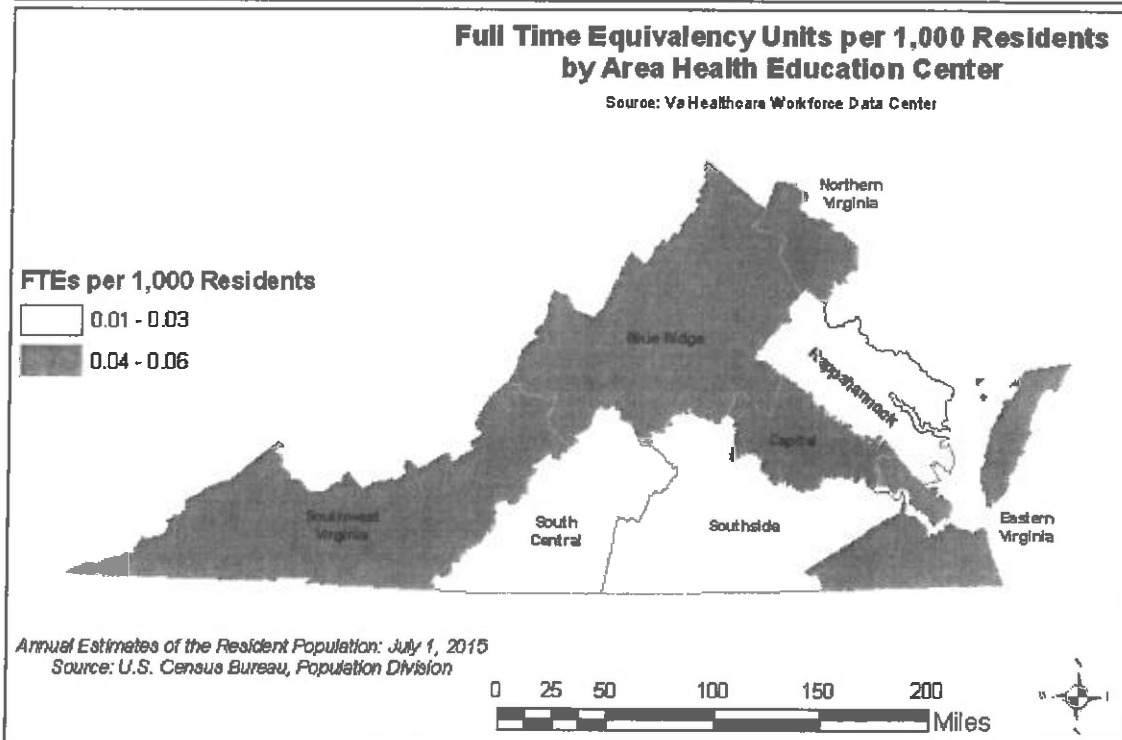 Full Time Equivalency Units per 1,000 Residents
by Area Health Education Center
Source: Va Healthcare Workforce Data Center
Northern
Virginia
FTEs per 1,000 Residents
0.01 - 0.03
0.04 - 0.06
Blue Ridge
Rappahannock
Capital
Southwest
Virginia
South
Central
Southside
Eastern
Virginia
Annual Estimates of the Resident Population: July 1, 2015
Source: U.S. Census Bureau, Population Division
0 25 50 100 150 200
Miles
W